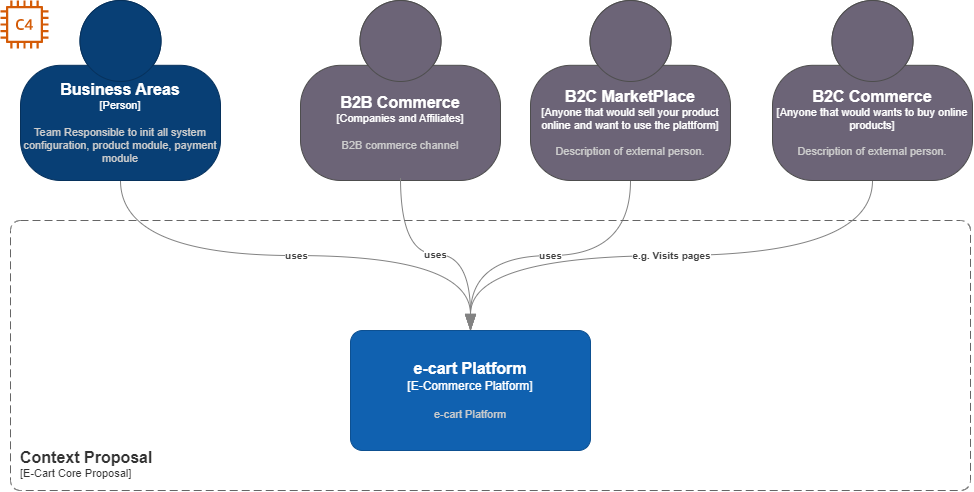 C4
Business Areas
[Person]
Team Responsible to init all system
configuration, product module, payment
module
B2B Commerce
[Companies and Affiliates]
B2B commerce channel
B2C MarketPlace
[Anyone that would sell your product
online and want to use the plattform]
Description of external person.
B2C Commerce
[Anyone that would wants to buy online
products]
Description of external person.
uses
uses
uses
e.g. Visits pages
e-cart Platform
[E-Commerce Platform]
e-cart Platform
Context Proposal
[E-Cart Core Proposal]